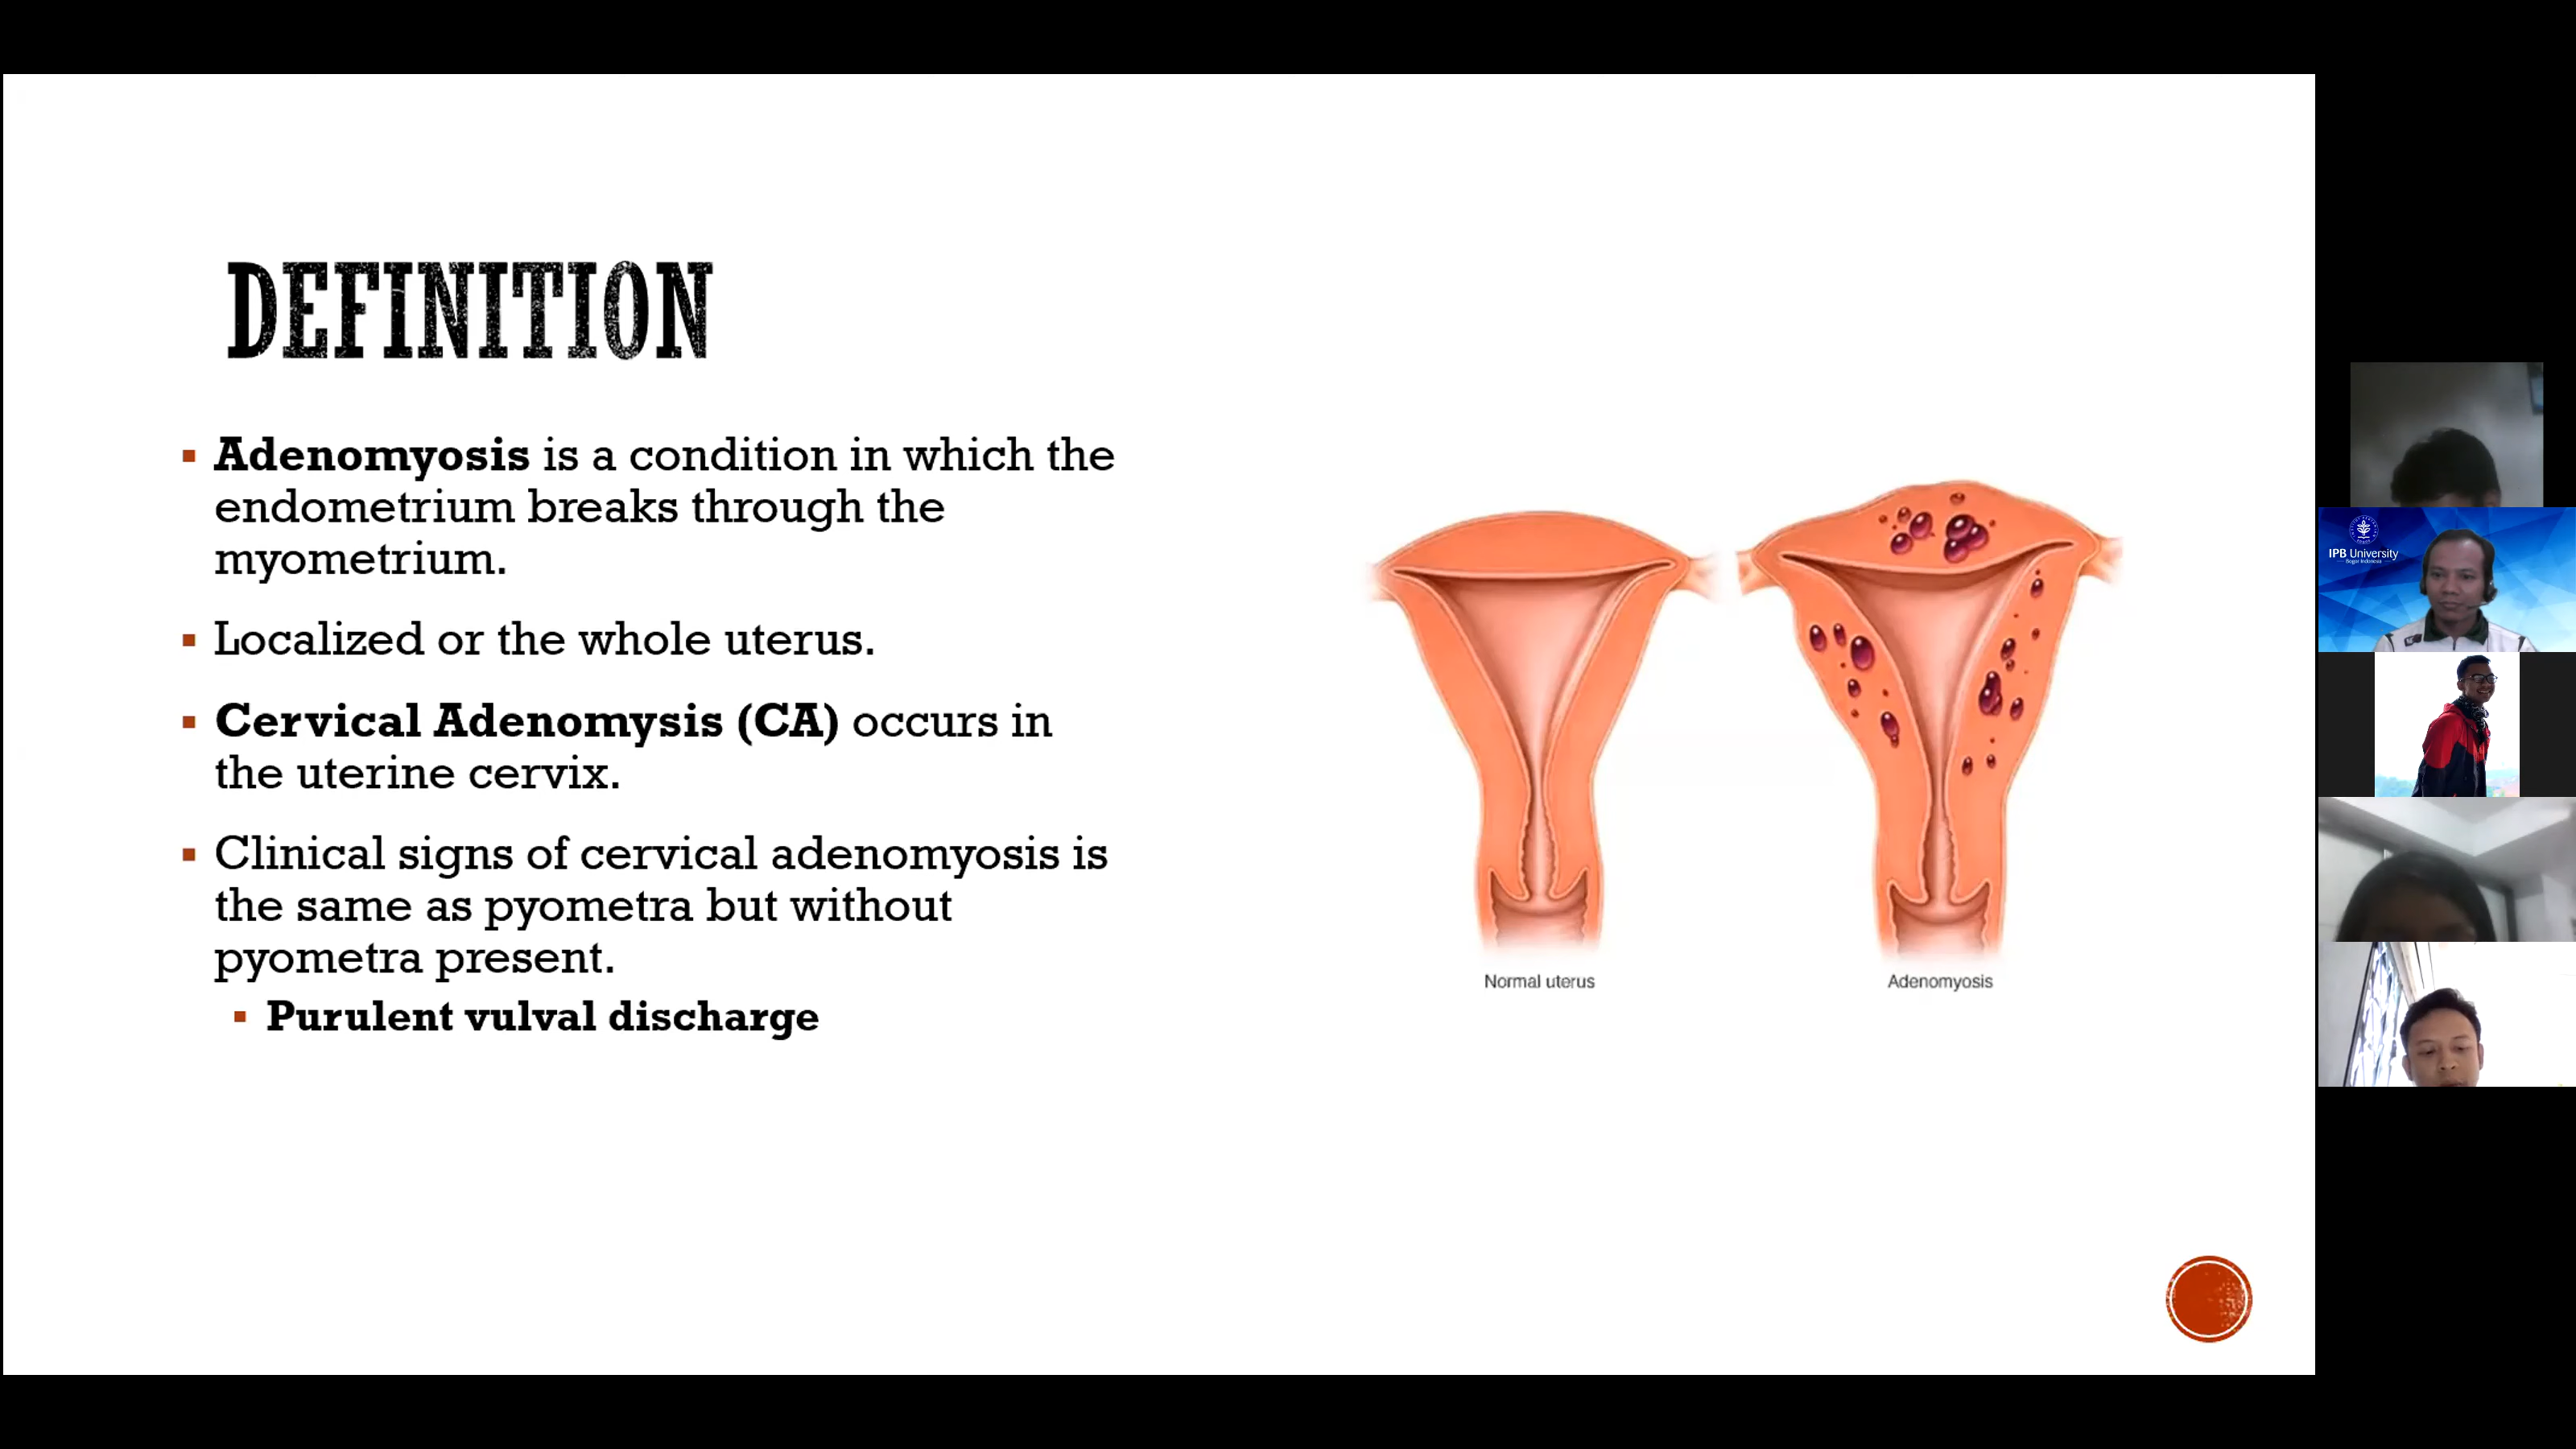 DEFINITION
▪ Adenomyosis is a condition in which the
endometrium breaks through the
myometrium.
▪ Localized or the whole uterus.
▪ Cervical Adenomysis (CA) occurs in
the uterine cervix.
▪ Clinical signs of cervical adenomyosis is
the same as pyometra but without
pyometra present.
▪ Purulent vulval discharge
Normal uterus
Adenomyosis
IPB University
Bogor Indonesia